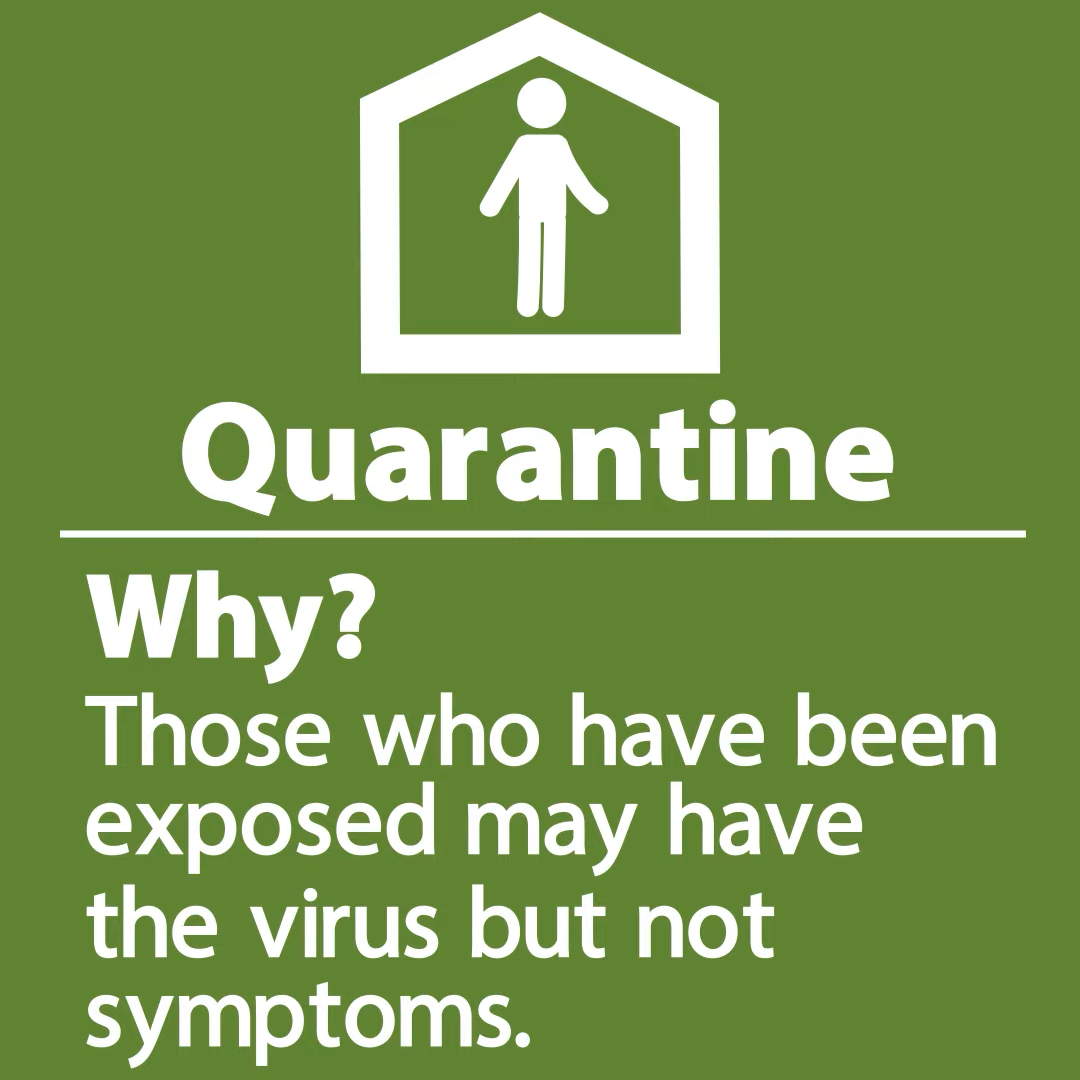 Quarantine
Why?
Those who have been
exposed may have
the virus but not
symptoms.